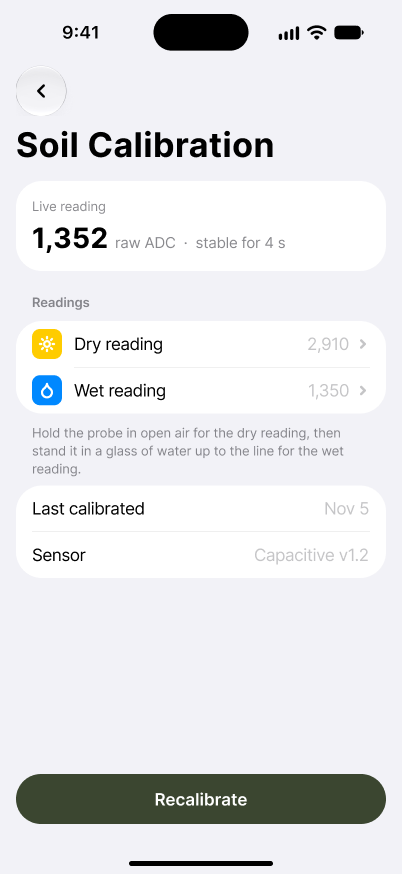 9:41
Soil Calibration
Live reading
1,352 raw ADC · stable for 4 s
Readings
Dry reading 2,910
Wet reading 1,350
Hold the probe in open air for the dry reading, then
stand it in a glass of water up to the line for the wet
reading.
Last calibrated Nov 5
Sensor Capacitive v1.2
Recalibrate